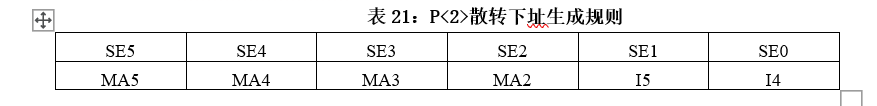 表 21：P<2>散转下址生成规则
SE5 SE4 SE3 SE2 SE1 SE0
MA5 MA4 MA3 MA2 I5 I4